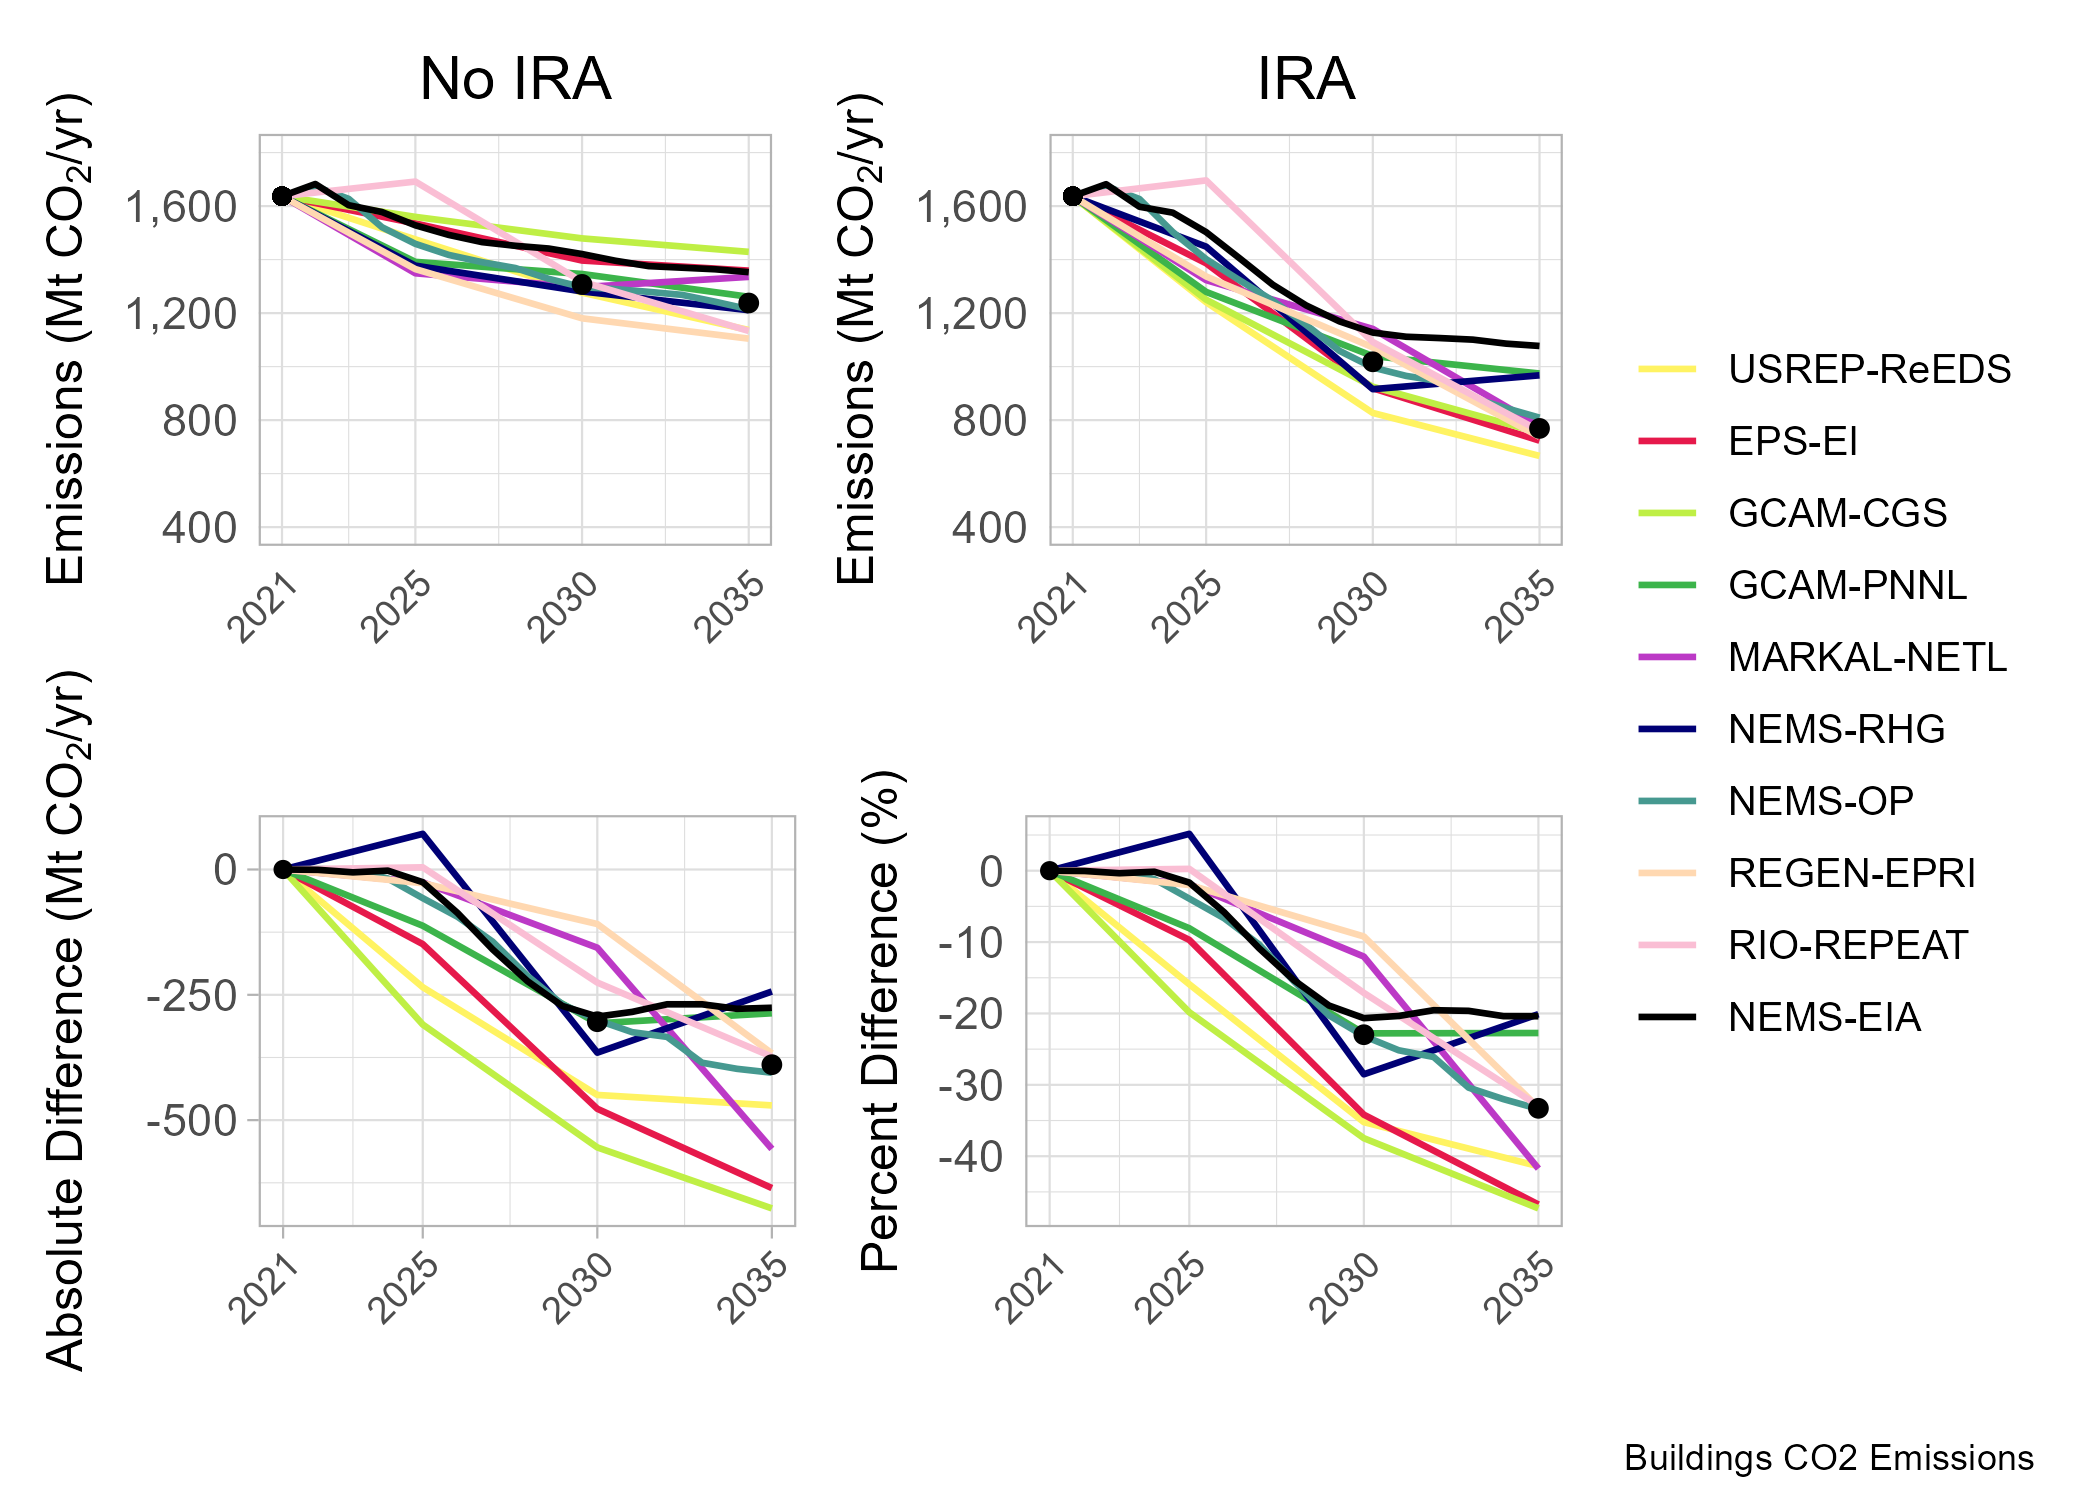 No IRA
IRA
Emissions (Mt CO₂/yr)
1,600
1,200
800
400
2021
2025
2030
2035
Emissions (Mt CO₂/yr)
1,600
1,200
800
400
2021
2025
2030
2035
Absolute Difference (Mt CO₂/yr)
0
-250
-500
2021
2025
2030
2035
Percent Difference (%)
0
-10
-20
-30
-40
2021
2025
2030
2035
USREP-ReEDS
EPS-EI
GCAM-CGS
GCAM-PNNL
MARKAL-NETL
NEMS-RHG
NEMS-OP
REGEN-EPRI
RIO-REPEAT
NEMS-EIA
Buildings CO2 Emissions